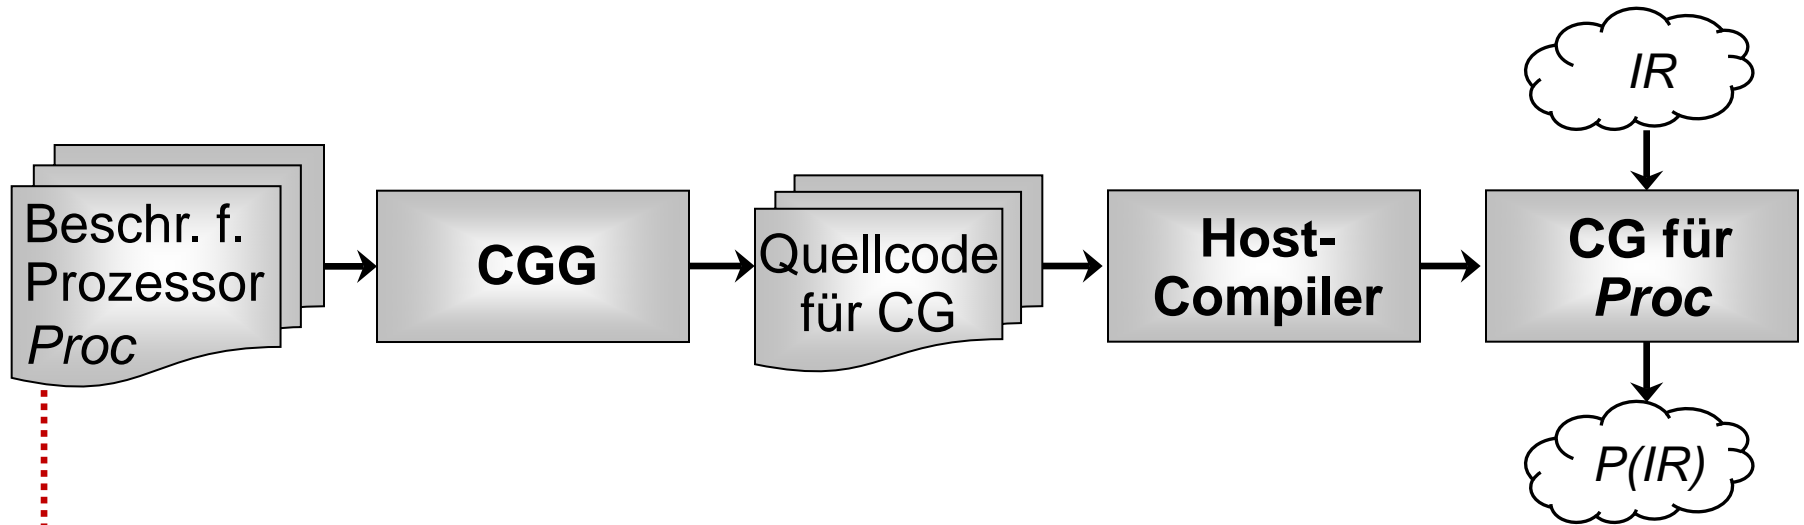 Beschr. f.
Prozessor
Proc
CGG
Quellcode
für CG
Host-
Compiler
IR
CG für
Proc
P(IR)